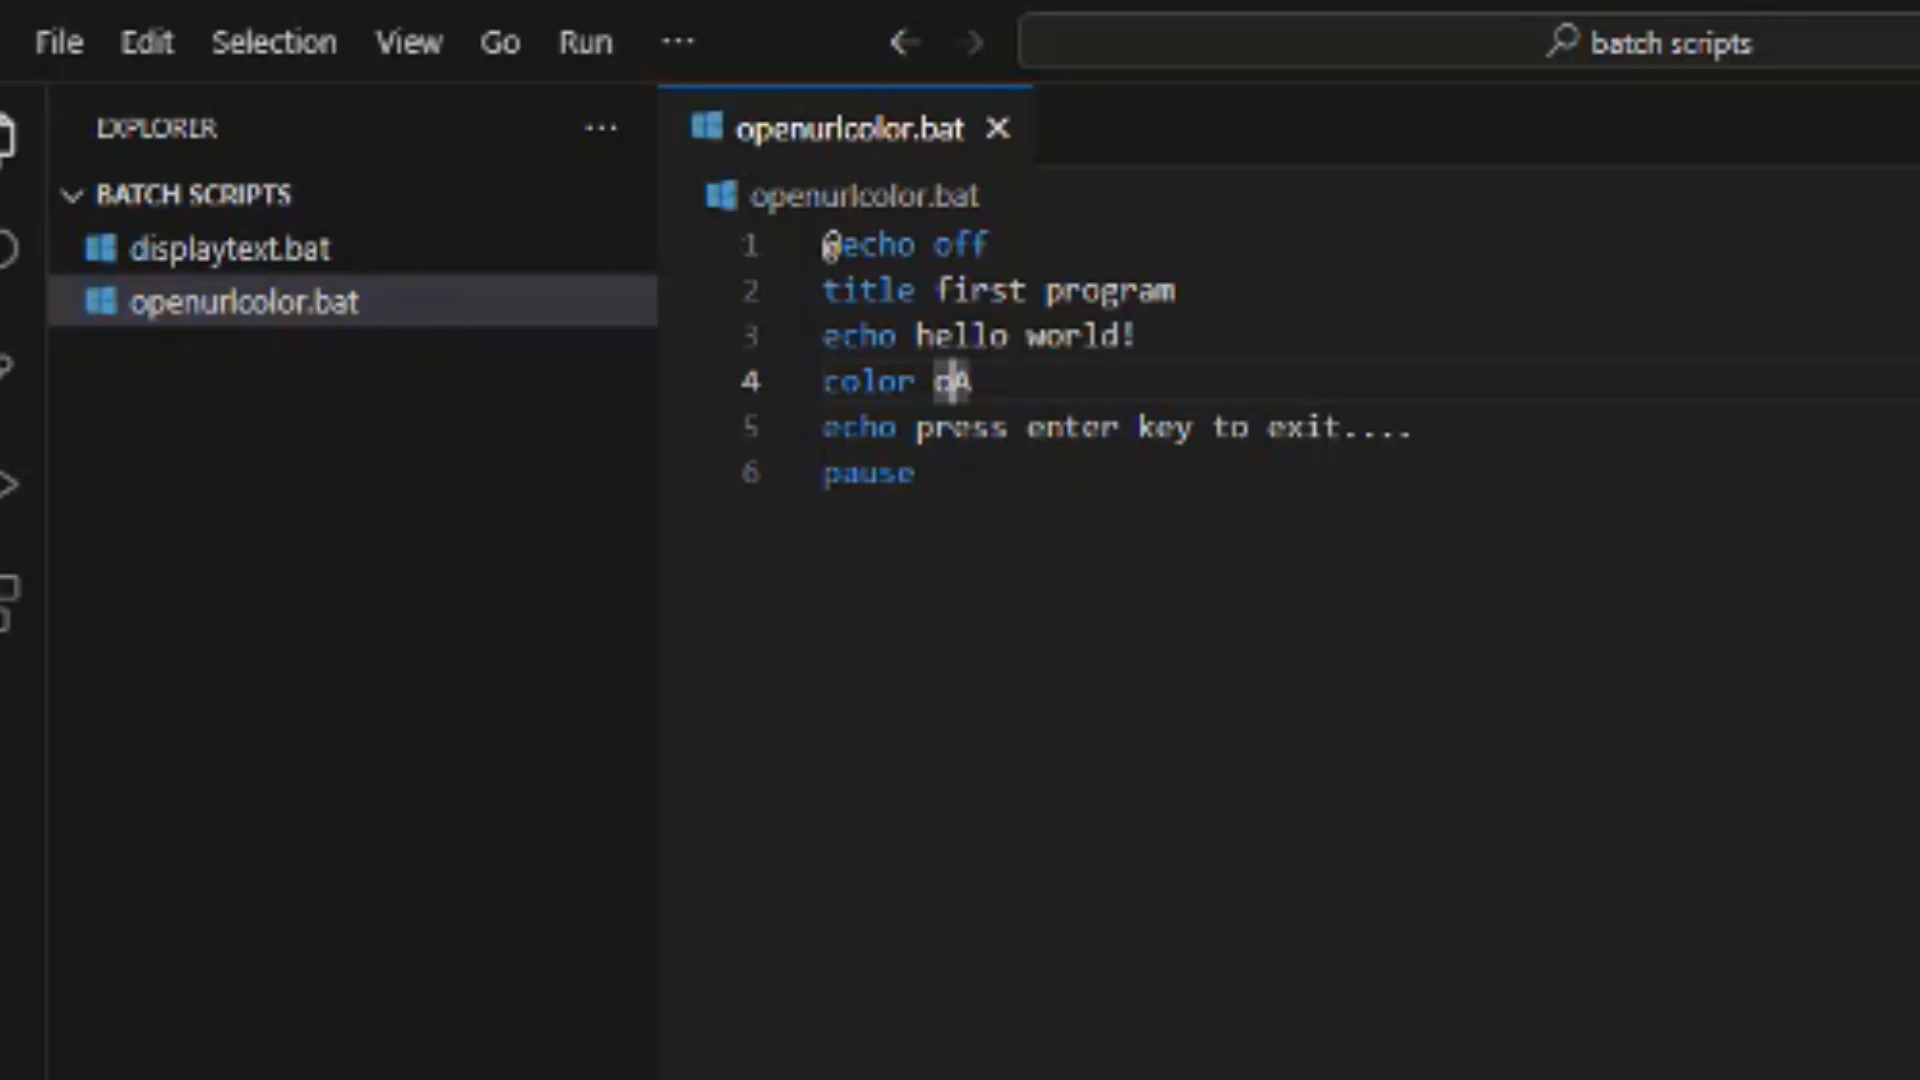 File Edit Selection View Go Run ...
batch scripts
EXPLORER ...
openurlcolor.bat
BATCH SCRIPTS
openurlcolor.bat
displaytext.bat
openurlcolor.bat
1 @echo off
2 title first program
3 echo hello world!
4 color oA
5 echo press enter key to exit....
6 pause